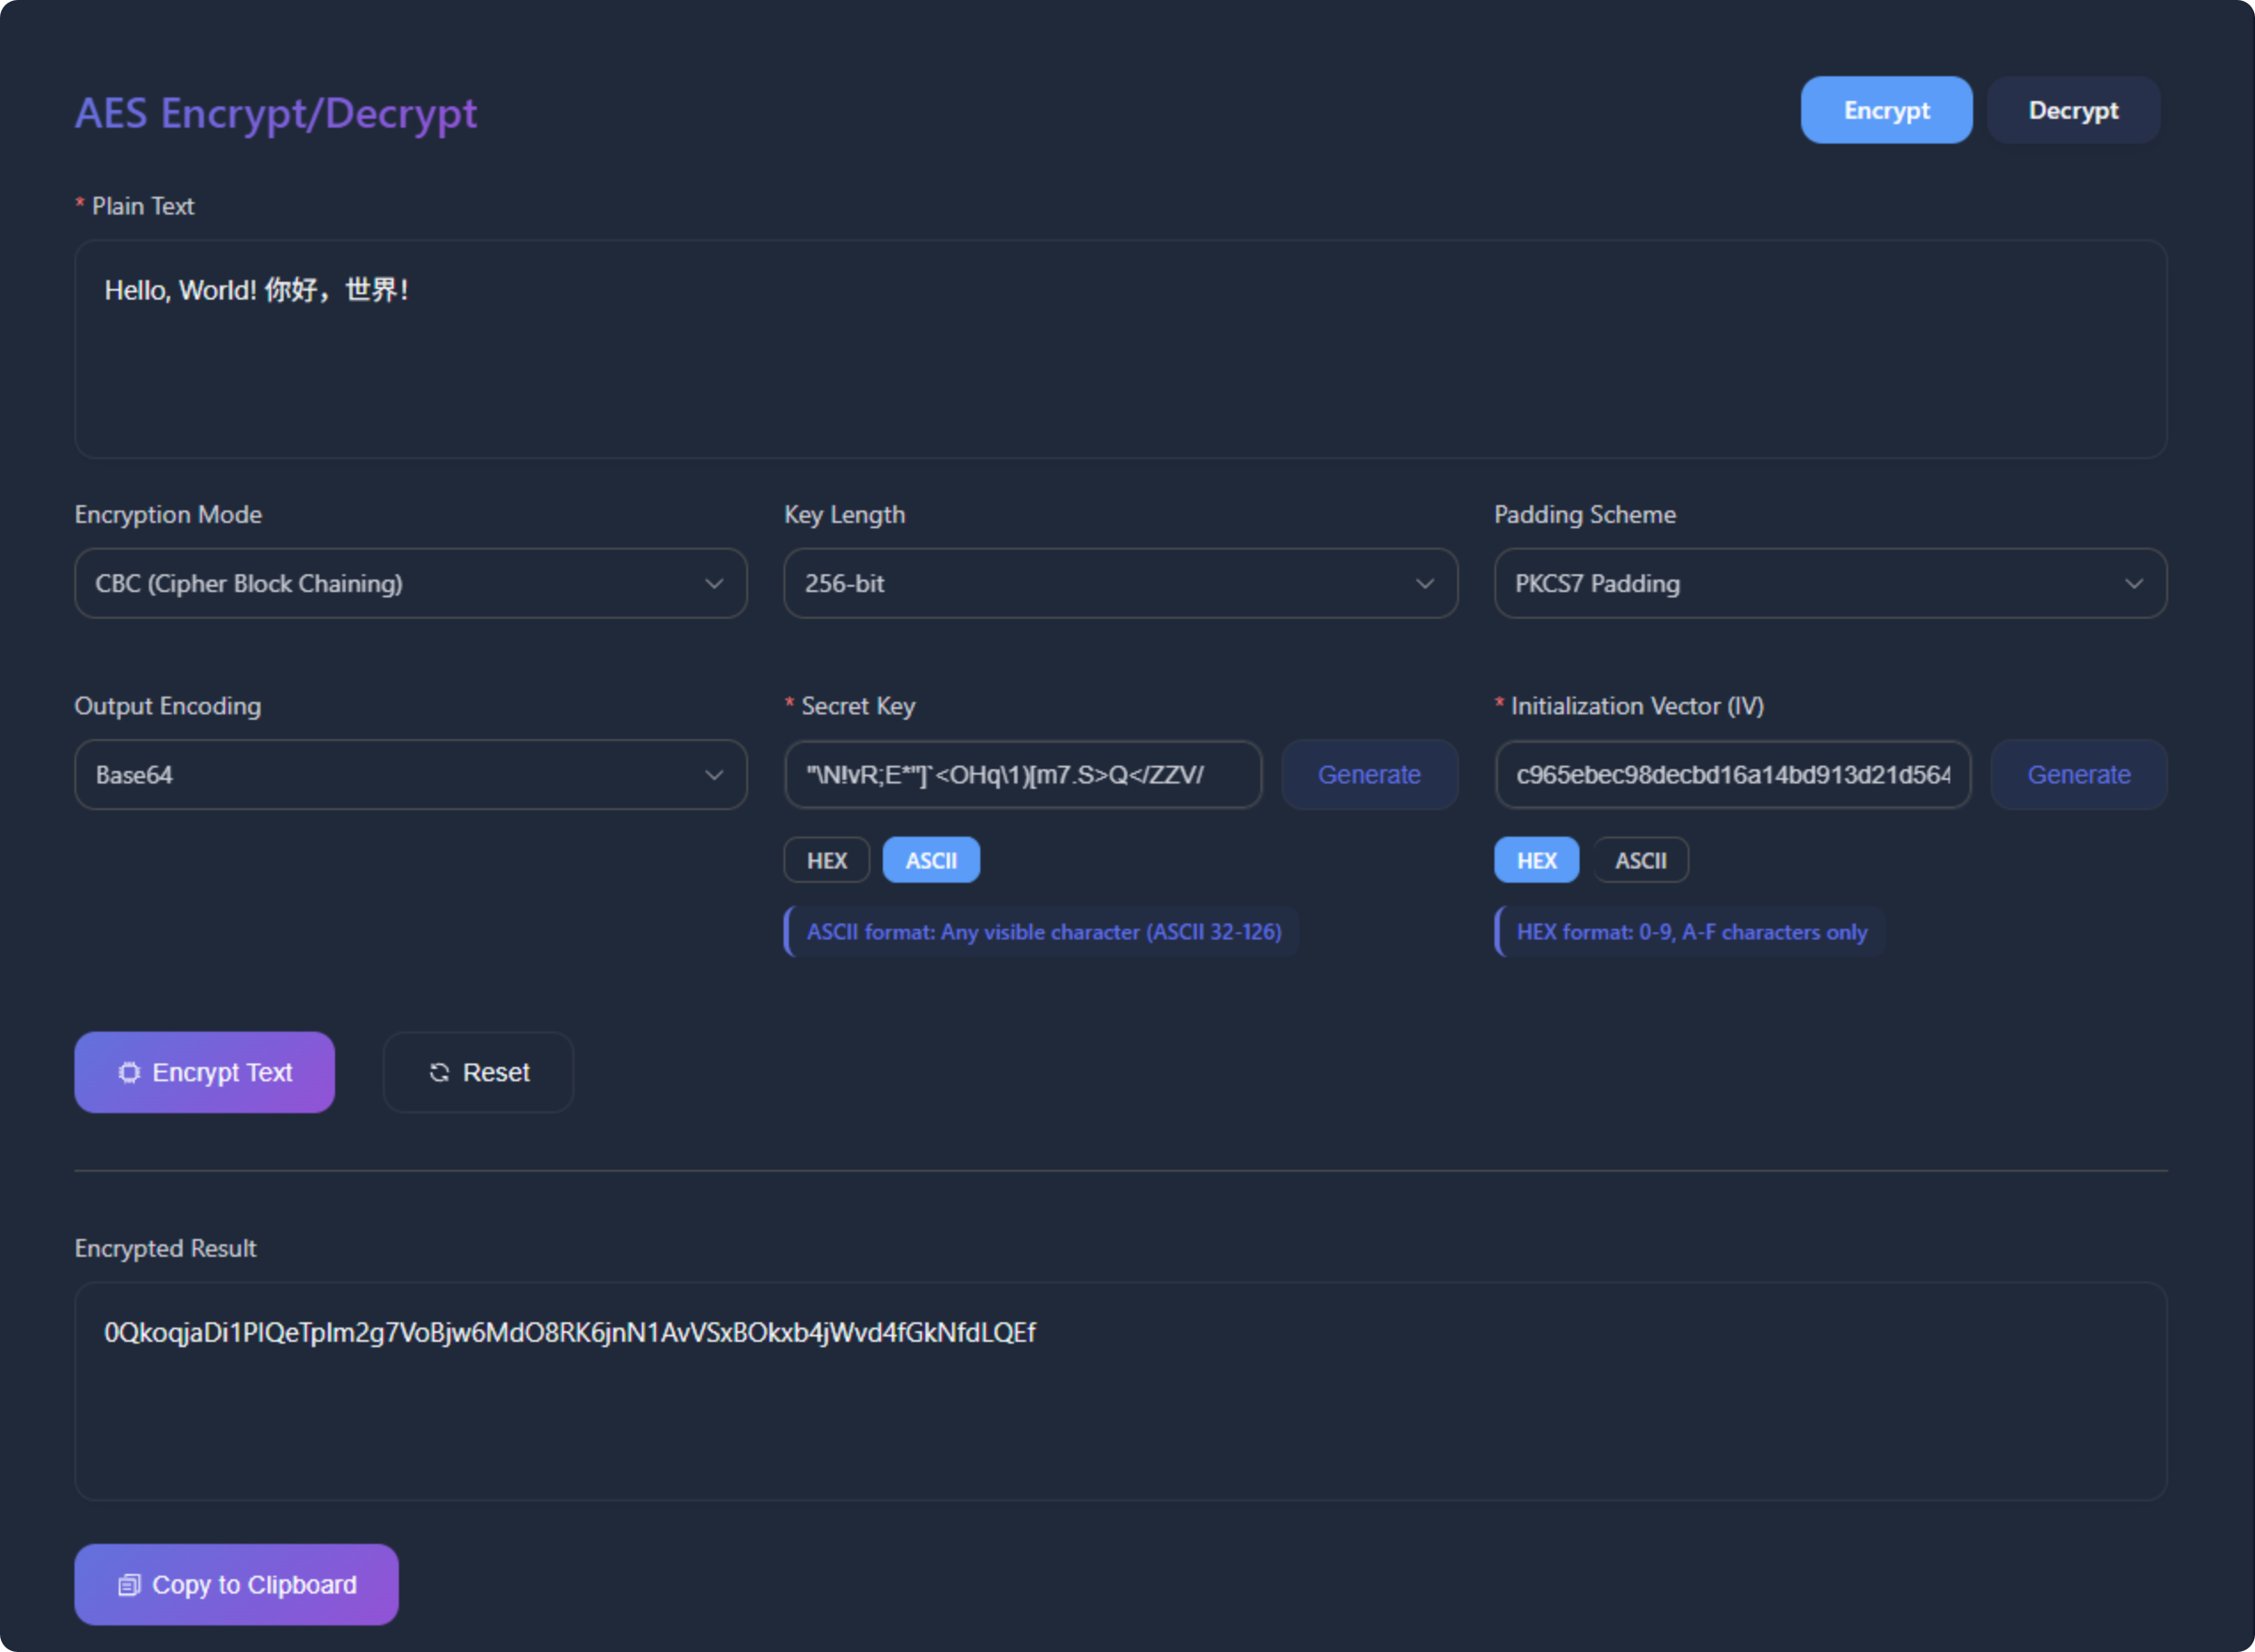 AES Encrypt/Decrypt
Encrypt
Decrypt
* Plain Text
Hello, World! 你好，世界！
Encryption Mode
Key Length
Padding Scheme
CBC (Cipher Block Chaining)
256-bit
PKCS7 Padding
Output Encoding
* Secret Key
* Initialization Vector (IV)
Base64
"\N!vR;E*"]`<OHq\1)[m7.S>Q</ZZV/
Generate
c965ebec98decbd16a14bd913d21d564
Generate
HEX
ASCII
HEX
ASCII
ASCII format: Any visible character (ASCII 32-126)
HEX format: 0-9, A-F characters only
Encrypt Text
Reset
Encrypted Result
0QkoqjaDi1PlQeTpIm2g7VoBjw6MdO8RK6jnN1AvVSxBOkxb4jWvd4fGkNfdLQEf
Copy to Clipboard